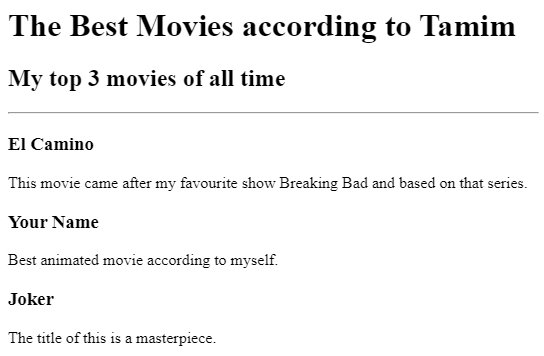 The Best Movies according to Tamim
My top 3 movies of all time
El Camino
This movie came after my favourite show Breaking Bad and based on that series.
Your Name
Best animated movie according to myself.
Joker
The title of this is a masterpiece.